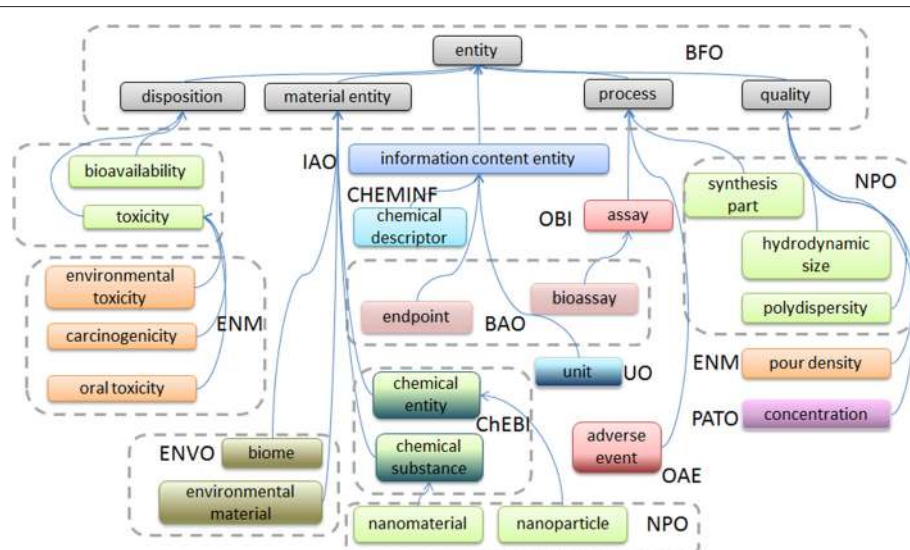 entity
BFO
disposition
material entity
process
quality
IAO
information content entity
bioavailability
NPO
synthesis
part
CHEMINF
chemical
descriptor
OBI
assay
toxicity
hydrodynamic
size
environmental
toxicity
bioassay
polydispersity
endpoint
BAO
ENM
carcinogenicity
unit
UO
ENM
pour density
oral toxicity
chemical
entity
ChEBI
PATO
concentration
ENVO
biome
chemical
substance
adverse
event
OAE
environmental
material
nanomaterial
nanoparticle
NPO